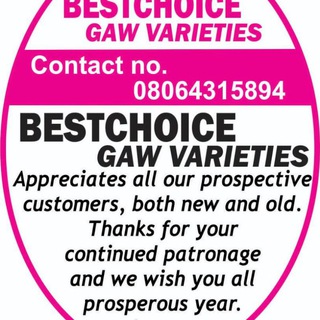 BESTCHOICE
GAW VARIETIES
Contact no.
08064315894
BESTCHOICE
GAW VARIETIES
Appreciates all our prospective
customers, both new and old.
Thanks for your
continued patronage
and we wish you all
prosperous year.